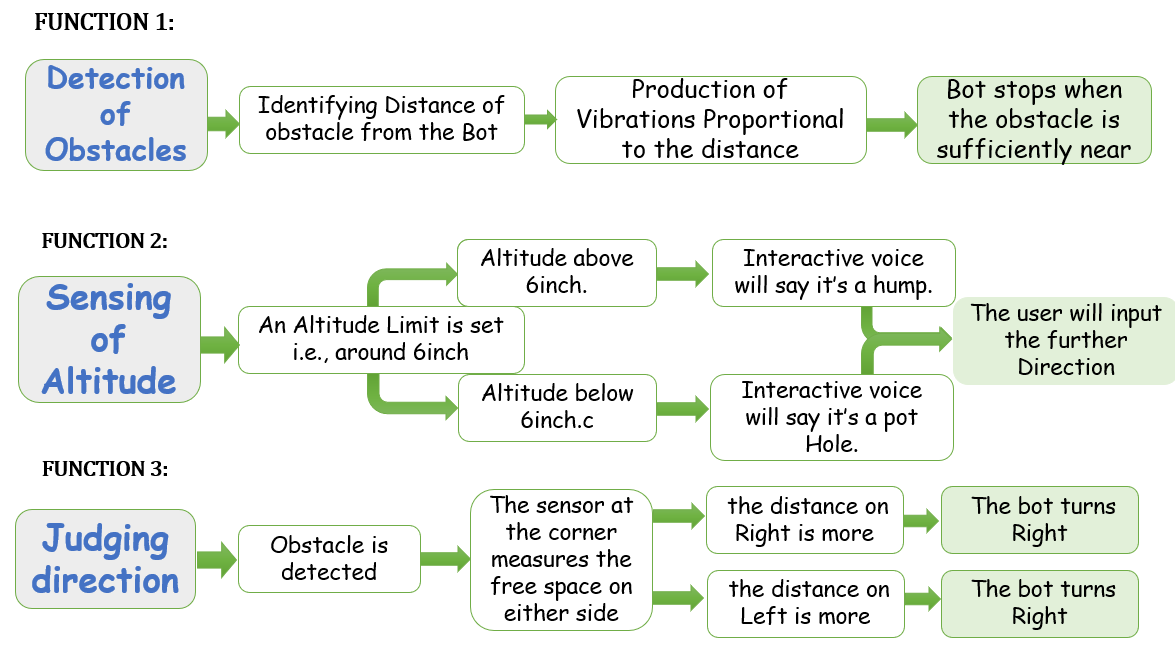 FUNCTION 1:
Detection
of
Obstacles
Identifying Distance of
obstacle from the Bot
Production of
Vibrations Proportional
to the distance
Bot stops when
the obstacle is
sufficiently near
FUNCTION 2:
Sensing
of
Altitude
An Altitude Limit is set
i.e., around 6inch
Altitude above
6inch.
Interactive voice
will say it’s a hump.
Altitude below
6inch.c
Interactive voice
will say it’s a pot
Hole.
The user will input
the further
Direction
FUNCTION 3:
Judging
direction
Obstacle is
detected
The sensor at
the corner
measures the
free space on
either side
the distance on
Right is more
The bot turns
Right
the distance on
Left is more
The bot turns
Right